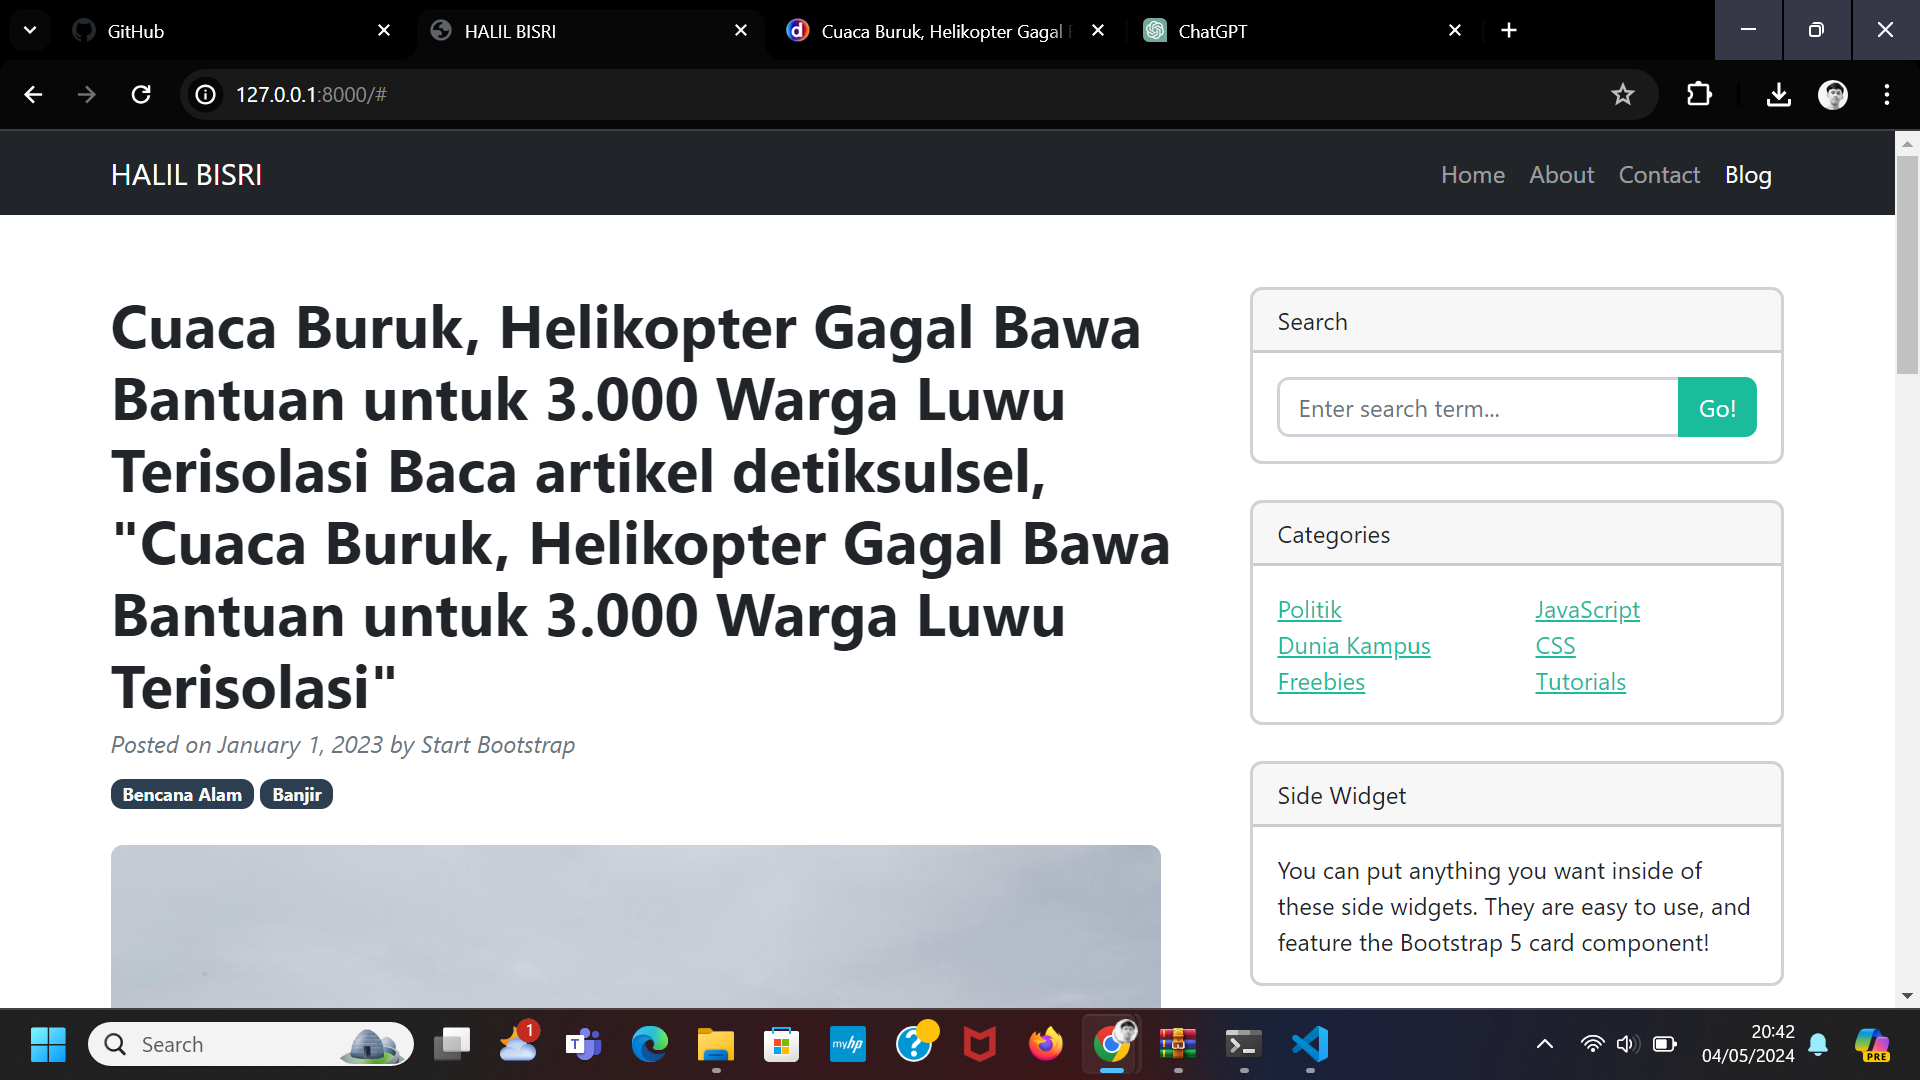 GitHub
HALIL BISRI
Cuaca Buruk, Helikopter Gagal
ChatGPT
127.0.0.1:8000/#
HALIL BISRI
Home About Contact Blog
Cuaca Buruk, Helikopter Gagal Bawa
Bantuan untuk 3.000 Warga Luwu
Terisolasi Baca artikel detiksulsel,
"Cuaca Buruk, Helikopter Gagal Bawa
Bantuan untuk 3.000 Warga Luwu
Terisolasi"
Posted on January 1, 2023 by Start Bootstrap
Bencana Alam Banjir
Search
Enter search term... Go!
Categories
Politik JavaScript
Dunia Kampus CSS
Freebies Tutorials
Side Widget
You can put anything you want inside of
these side widgets. They are easy to use, and
feature the Bootstrap 5 card component!
Search
1
T
myhp
?
20:42
04/05/2024
PRE